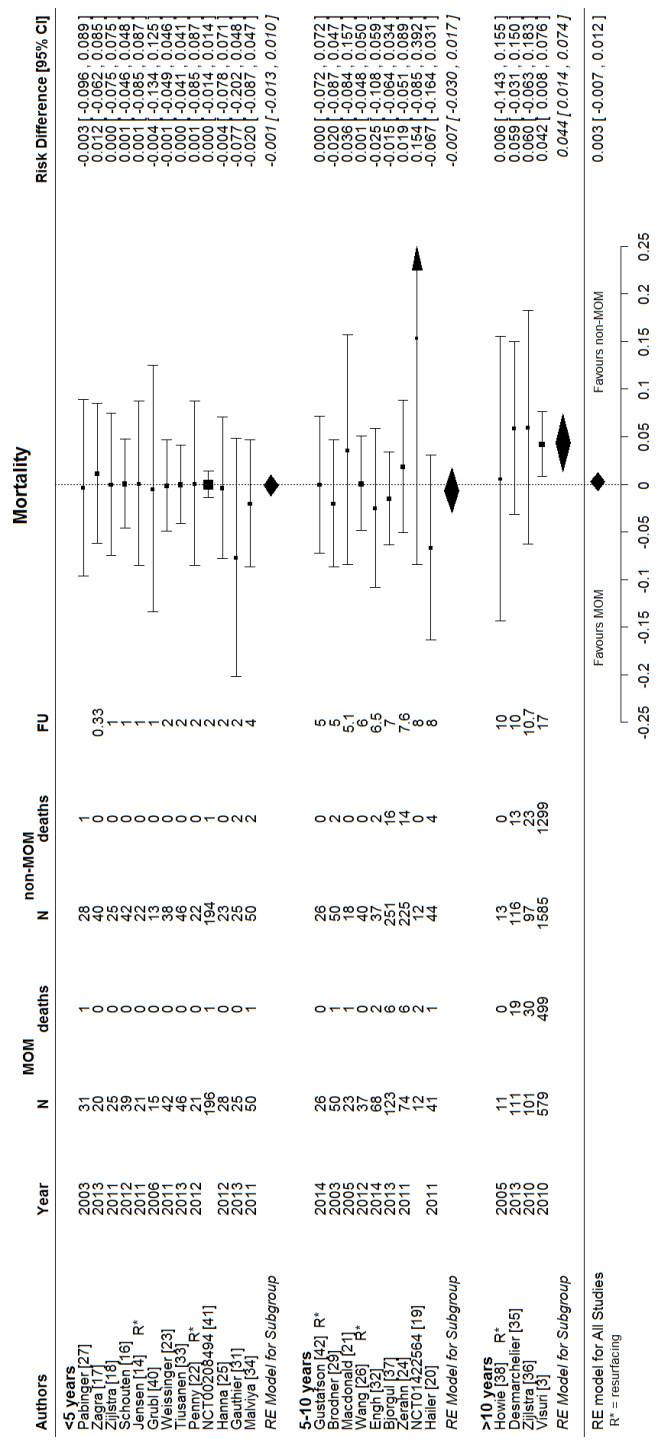 Mortality
MOM non-MOM
Authors Year N deaths N deaths FU Risk Difference [95% CI]
<5 years
Pabinger [27] 2003 31 1 28 1 -0.003 [ -0.096 , 0.089 ]
Zagra [17] 2013 20 0 40 0 0.33 0.012 [ -0.062 , 0.085 ]
Zijlstra [18] 2011 25 0 25 0 1 0.000 [ -0.075 , 0.075 ]
Schouten [16] 2012 39 0 42 0 1 0.001 [ -0.046 , 0.048 ]
Jensen [14] R* 2011 21 0 22 0 1 0.001 [ -0.085 , 0.087 ]
Grubl [40] 2006 15 0 13 0 1 -0.004 [ -0.134 , 0.125 ]
Weissinger [23] 2011 42 0 38 0 2 -0.001 [ -0.049 , 0.046 ]
Tiusanen [33] 2013 46 0 46 0 2 0.000 [ -0.041 , 0.041 ]
Penny [22] R* 2012 21 0 22 0 2 0.001 [ -0.085 , 0.087 ]
NCT00208494 [41] 196 1 194 1 2 0.000 [ -0.014 , 0.014 ]
Hanna [25] 2012 28 0 23 0 2 -0.004 [ -0.078 , 0.071 ]
Gauthier [31] 2013 25 0 25 2 2 -0.077 [ -0.202 , 0.048 ]
Malviya [34] 2011 50 1 50 2 4 -0.020 [ -0.087 , 0.047 ]
RE Model for Subgroup -0.001 [ -0.013 , 0.010 ]
5-10 years
Gustafson [42] R* 2014 26 0 26 0 5 0.000 [ -0.072 , 0.072 ]
Brodner [29] 2003 50 1 50 2 5 -0.020 [ -0.087 , 0.047 ]
Macdonald [21] 2005 23 1 18 0 5.1 0.036 [ -0.084 , 0.157 ]
Wang [26] R* 2012 37 0 40 0 6 0.001 [ -0.048 , 0.050 ]
Engh [32] 2014 68 2 37 2 6.5 -0.025 [ -0.108 , 0.059 ]
Bjorgul [37] 2013 123 6 251 16 7 -0.015 [ -0.064 , 0.034 ]
Zerahn [24] 2011 74 6 225 14 7.6 0.019 [ -0.051 , 0.089 ]
NCT01422564 [19] 12 2 12 0 8 0.154 [ -0.085 , 0.392 ]
Hailer [20] 2011 41 1 44 4 8 -0.067 [ -0.164 , 0.031 ]
RE Model for Subgroup -0.007 [ -0.030 , 0.017 ]
>10 years
Howie [38] R* 2005 11 0 13 0 10 0.006 [ -0.143 , 0.155 ]
Desmarchelier [35] 2013 111 19 116 13 10 0.059 [ -0.031 , 0.150 ]
Zijlstra [36] 2010 101 30 97 23 10.7 0.060 [ -0.063 , 0.183 ]
Visuri [3] 2010 579 499 1585 1299 17 0.042 [ 0.008 , 0.076 ]
RE Model for Subgroup 0.044 [ 0.014 , 0.074 ]
RE model for All Studies Favours MOM Favours non-MOM 0.003 [ -0.007 , 0.012 ]
R* = resurfacing
-0.25 -0.2 -0.15 -0.1 -0.05 0 0.05 0.1 0.15 0.2 0.25